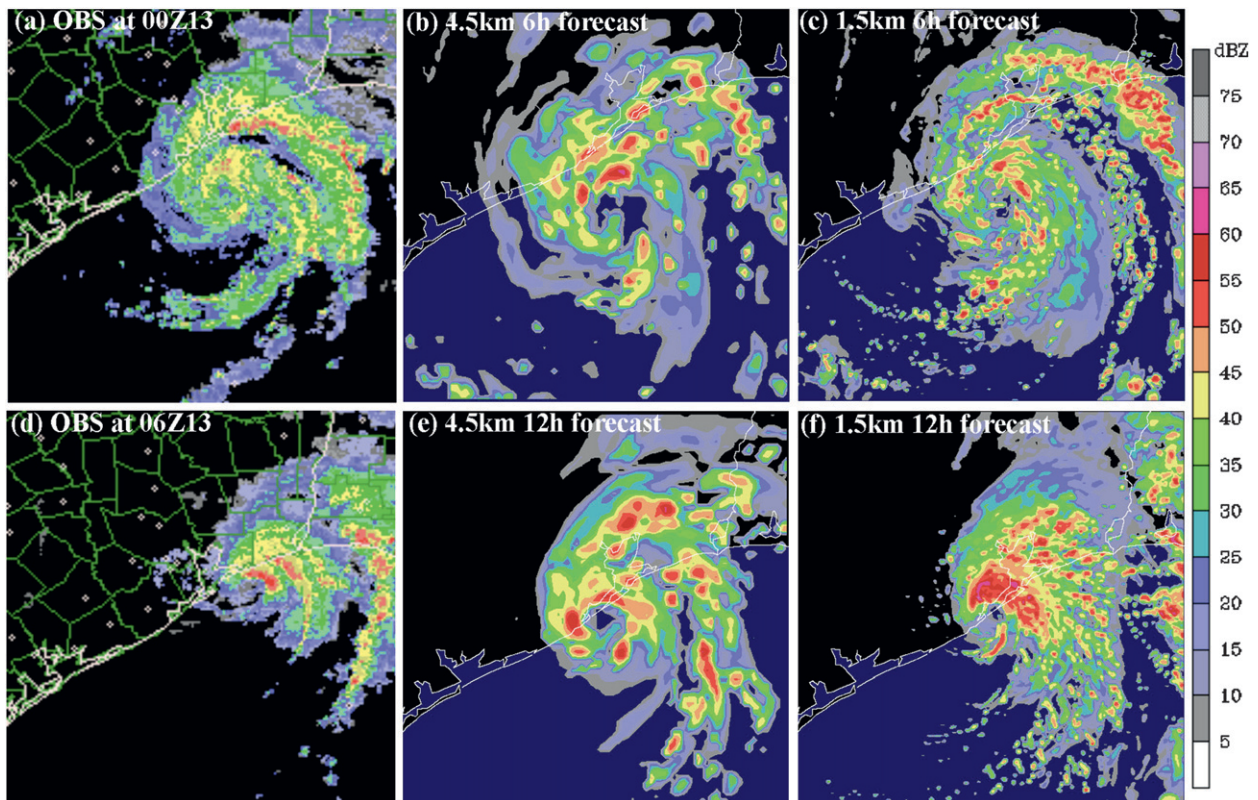 (a) OBS at 00Z13
(b) 4.5km 6h forecast
(c) 1.5km 6h forecast
dBZ
75
70
65
60
55
50
45
40
35
30
25
20
15
10
5
(d) OBS at 06Z13
(e) 4.5km 12h forecast
(f) 1.5km 12h forecast